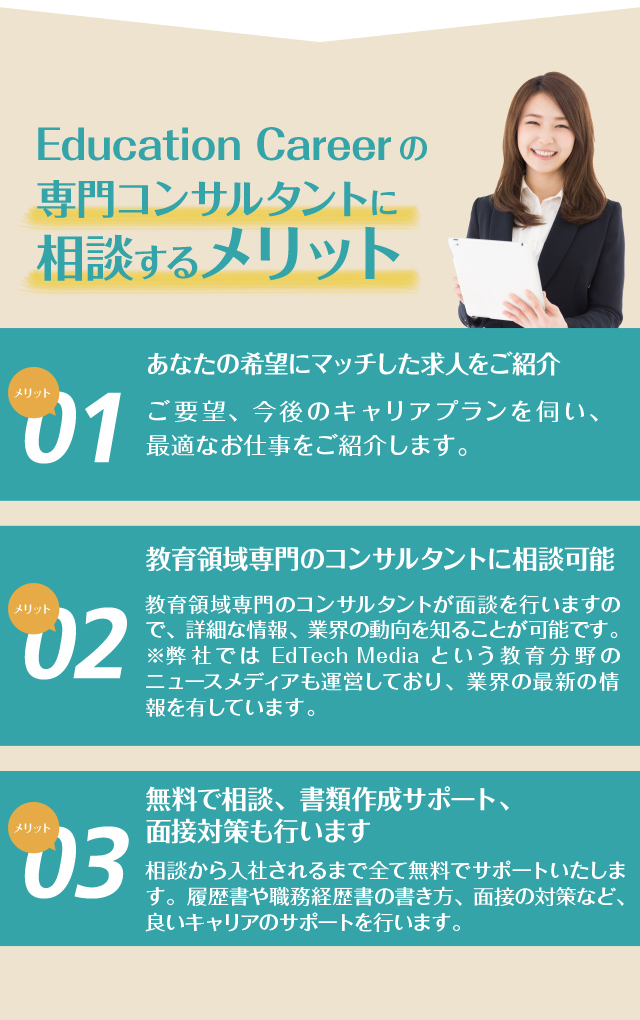 Education Careerの
専門コンサルタントに
相談するメリット
メリット
01
あなたの希望にマッチした求人をご紹介
ご要望、今後のキャリアプランを伺い、
最適なお仕事をご紹介します。
メリット
02
教育領域専門のコンサルタントに相談可能
教育領域専門のコンサルタントが面談を行いますの
で、詳細な情報、業界の動向を知ることが可能です。
※弊社では EdTech Media という教育分野の
ニュースメディアも運営しており、業界の最新の情
報を有しています。
メリット
03
無料で相談、書類作成サポート、
面接対策も行います
相談から入社されるまで全て無料でサポートいたしま
す。履歴書や職務経歴書の書き方、面接の対策など、
良いキャリアのサポートを行います。